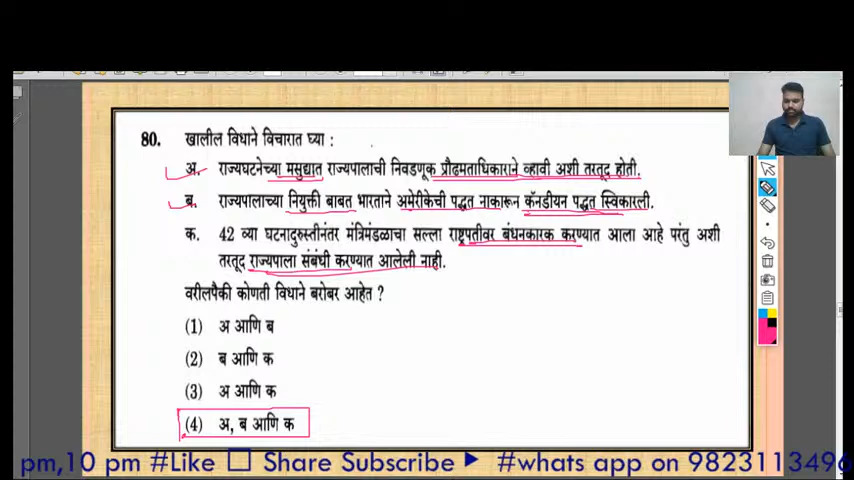 80. खालील विधाने विचारात घ्या :
अ. राज्यघटनेच्या मसुद्यात राज्यपालाची निवडणूक प्रौढमताधिकाराने व्हावी अशी तरतूद होती.
ब. राज्यपालाच्या नियुक्ती बाबत भारताने अमेरीकेची पद्धत नाकारून कॅनडीयन पद्धत स्विकारली.
क. 42 व्या घटनादुरुस्तीनंतर मंत्रिमंडळाचा सल्ला राष्ट्रपतीवर बंधनकारक करण्यात आला आहे परंतु अशी
तरतूद राज्यपाला संबंधी करण्यात आलेली नाही.
वरीलपैकी कोणती विधाने बरोबर आहेत ?
(1) अ आणि ब
(2) ब आणि क
(3) अ आणि क
(4) अ, ब आणि क
pm,10 pm #Like Share Subscribe #whats app on 9823113496